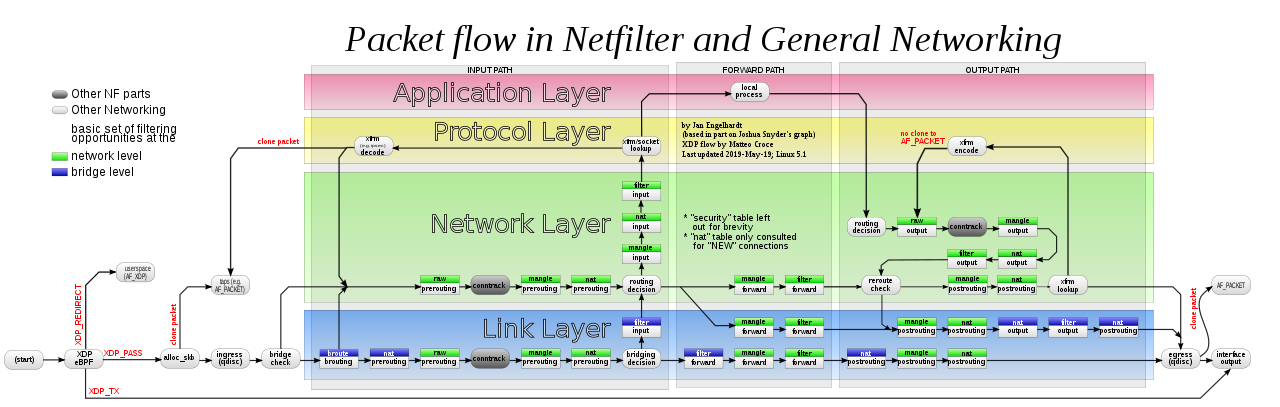 Packet flow in Netfilter and General Networking
INPUT PATH
FORWARD PATH
OUTPUT PATH
Other NF parts
Other Networking
basic set of filtering
opportunities at the
network level
bridge level
Application Layer
local
process
Protocol Layer
clone packet
xfrm
(e.g. ipsec)
decode
xfrm/socket
lookup
by Jan Engelhardt
(based in part on Joshua Snyder's graph)
XDP flow by Matteo Croce
Last updated 2019-May-19; Linux 5.1
no clone to
AF_PACKET
xfrm
encode
Network Layer
filter
input
nat
input
mangle
input
* "security" table left
out for brevity
* "nat" table only consulted
for "NEW" connections
routing
decision
raw
output
conntrack
mangle
output
filter
output
nat
output
userspace
(AF_XDP)
taps (e.g.
AF_PACKET)
raw
prerouting
conntrack
mangle
prerouting
nat
prerouting
routing
decision
mangle
forward
filter
forward
reroute
check
mangle
postrouting
nat
postrouting
xfrm
lookup
AF_PACKET
XDP_REDIRECT
clone packet
clone packet
Link Layer
filter
input
mangle
forward
filter
forward
mangle
postrouting
nat
postrouting
nat
output
filter
output
nat
postrouting
(start)
XDP
eBPF
XDP_PASS
alloc_skb
ingress
(qdisc)
bridge
check
broute
brouting
nat
prerouting
raw
prerouting
conntrack
mangle
prerouting
nat
prerouting
bridging
decision
filter
forward
mangle
forward
filter
forward
nat
postrouting
mangle
postrouting
nat
postrouting
egress
(qdisc)
interface
output
XDP_TX